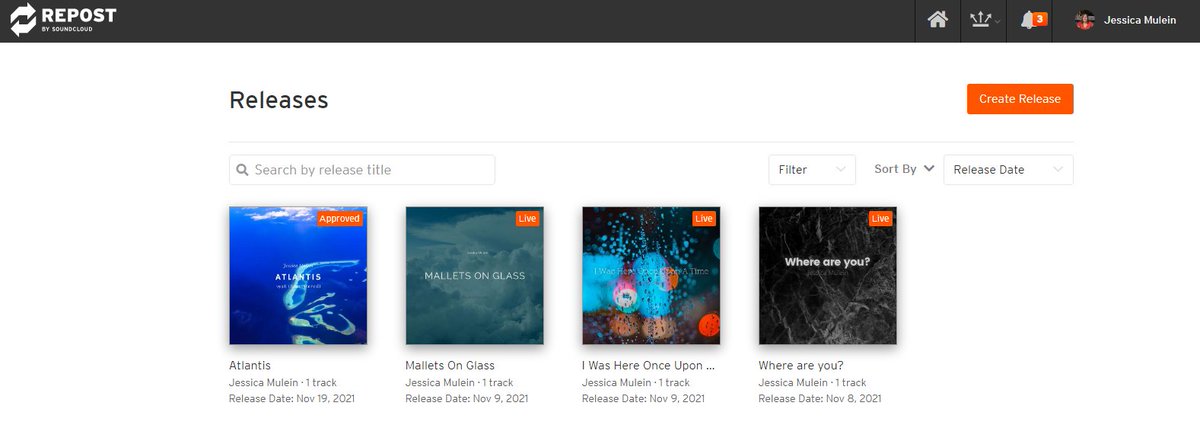 REPOST
BY SOUNDCLOUD
3
Jessica Mulein
Releases
Create Release
Search by release title
Filter
Sort By
Release Date
Approved
Jessica Mulein
ATLANTIS
Live
MALLETS ON GLASS
Live
I Was Here Once Upon A Time
Live
Where are you?
Jessica Mulein
Atlantis
Jessica Mulein · 1 track
Release Date: Nov 19, 2021
Mallets On Glass
Jessica Mulein · 1 track
Release Date: Nov 9, 2021
I Was Here Once Upon ...
Jessica Mulein · 1 track
Release Date: Nov 9, 2021
Where are you?
Jessica Mulein · 1 track
Release Date: Nov 8, 2021